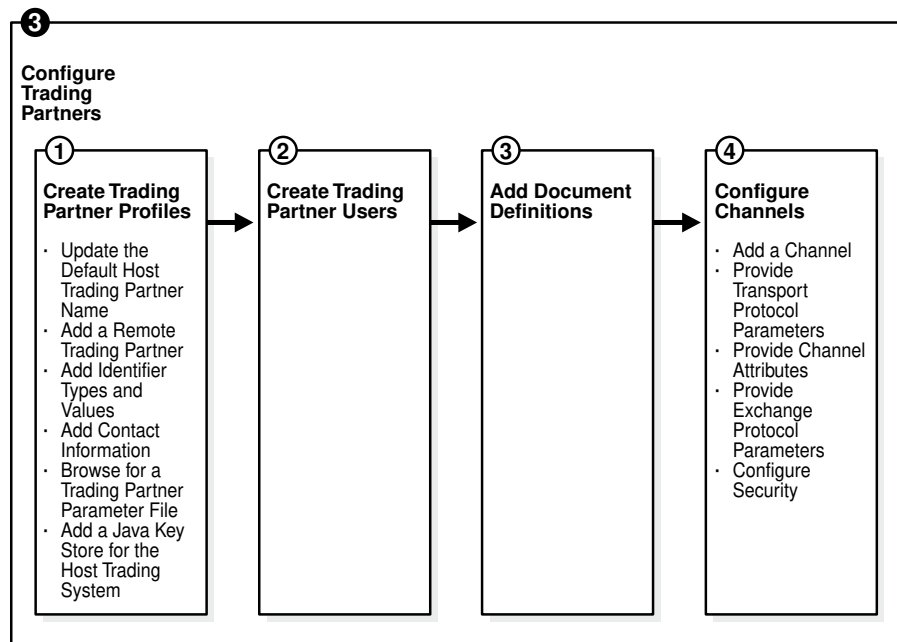 3
Configure
Trading
Partners
1
Create Trading
Partner Profiles
· Update the
Default Host
Trading Partner
Name
· Add a Remote
Trading Partner
· Add Identifier
Types and
Values
· Add Contact
Information
· Browse for a
Trading Partner
Parameter File
· Add a Java Key
Store for the
Host Trading
System
2
Create Trading
Partner Users
3
Add Document
Definitions
4
Configure
Channels
· Add a Channel
· Provide
Transport
Protocol
Parameters
· Provide Channel
Attributes
· Provide
Exchange
Protocol
Parameters
· Configure
Security